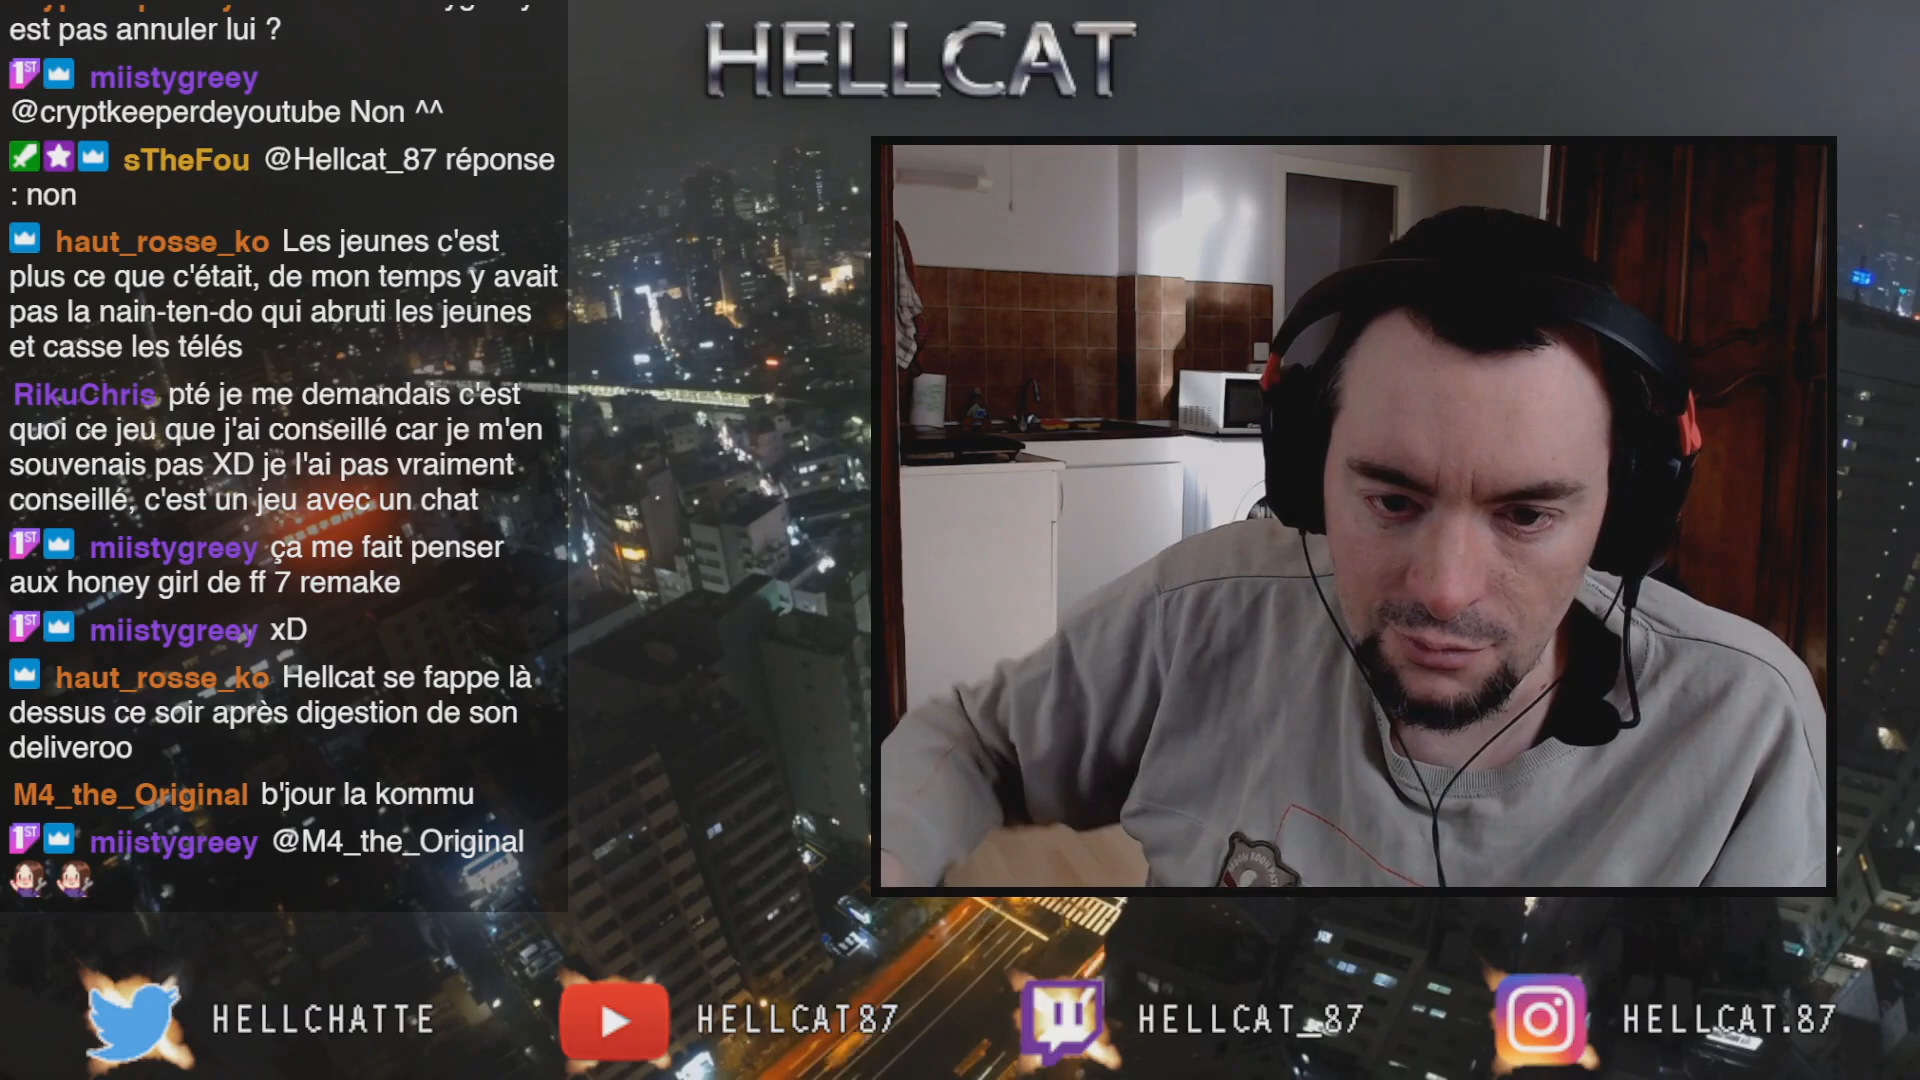 est pas annuler lui ?
miistygreey
@cryptkeeperdeyoutube Non ^^
sTheFou @Hellcat_87 réponse
: non
haut_rosse_ko Les jeunes c'est
plus ce que c'était, de mon temps y avait
pas la nain-ten-do qui abruti les jeunes
et casse les télés
RikuChris pté je me demandais c'est
quoi ce jeu que j'ai conseillé car je m'en
souvenais pas XD je l'ai pas vraiment
conseillé, c'est un jeu avec un chat
1ST miistygreey ça me fait penser
aux honey girl de ff 7 remake
1ST miistygreey xD
haut_rosse_ko Hellcat se fappe là
dessus ce soir après digestion de son
deliveroo
M4_the_Original b'jour la kommu
1ST miistygreey @M4_the_Original
HELLCAT
HELLCHATTE
HELLCAT87
HELLCAT_87
HELLCAT.87